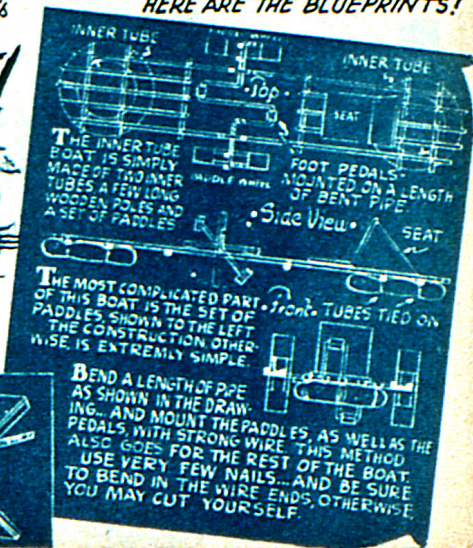 HERE ARE THE BLUEPRINTS!
INNER TUBE
PADDLE WHEEL
INNER TUBE
• Top •
SEAT
THE INNER TUBE
BOAT IS SIMPLY
MADE OF TWO INNER
TUBES A FEW LONG
WOODEN POLES AND
A SET OF PADDLES
PADDLE WHEEL
FOOT PEDALS-
MOUNTED ON A LENGTH
OF BENT PIPE
• Side View •
SEAT
THE MOST COMPLICATED PART
OF THIS BOAT IS THE SET OF
PADDLES, SHOWN TO THE LEFT
THE CONSTRUCTION, OTHER-
WISE, IS EXTREMLY SIMPLE.
• front •
TUBES TIED ON
BEND A LENGTH OF PIPE
AS SHOWN IN THE DRAW-
ING... AND MOUNT THE PADDLES, AS WELL AS THE
PEDALS, WITH STRONG WIRE THIS METHOD
ALSO GOES FOR THE REST OF THE BOAT.
USE VERY FEW NAILS... AND BE SURE
TO BEND IN THE WIRE ENDS, OTHERWISE,
YOU MAY CUT YOURSELF.